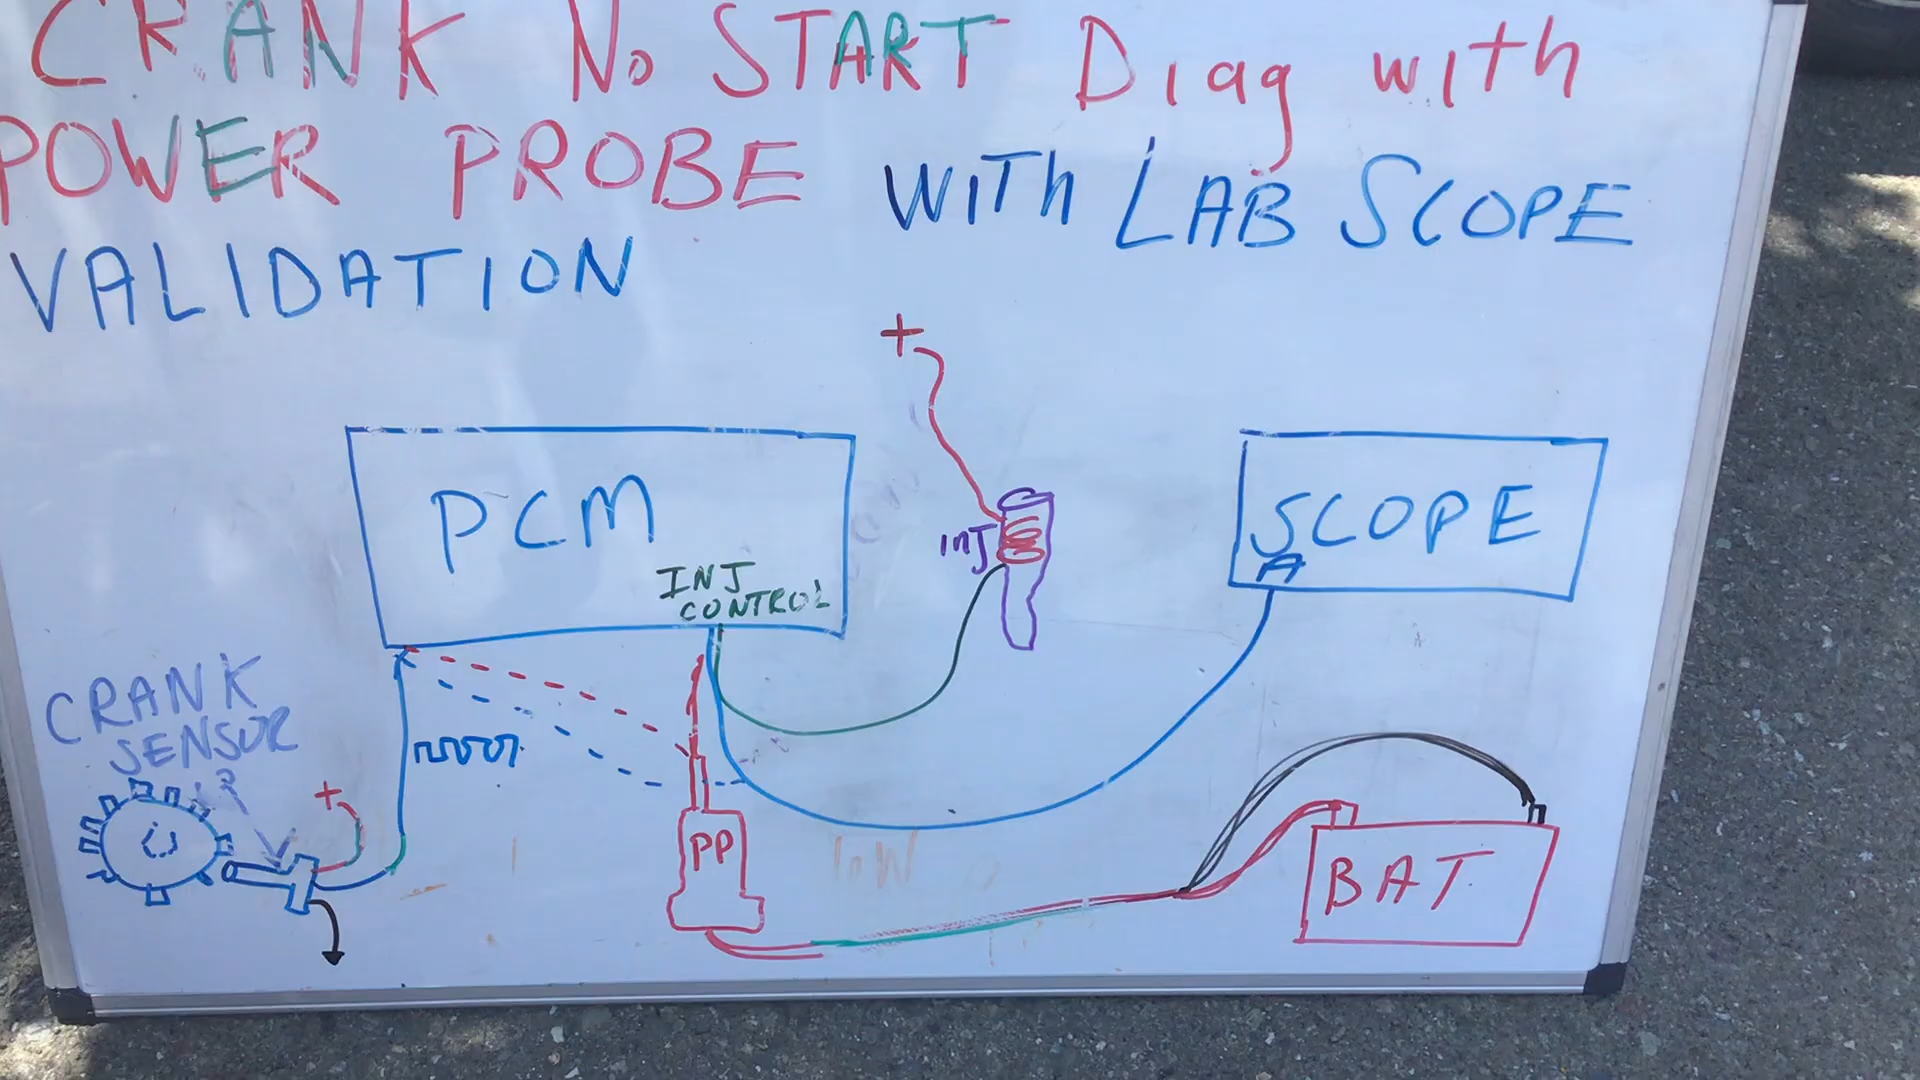 CRANK No START Diag with
POWER PROBE WITH LAB SCOPE
VALIDATION
+
PCM
INJ
CONTROL
INJ
SCOPE
A
CRANK
SENSOR
+
PP
BAT